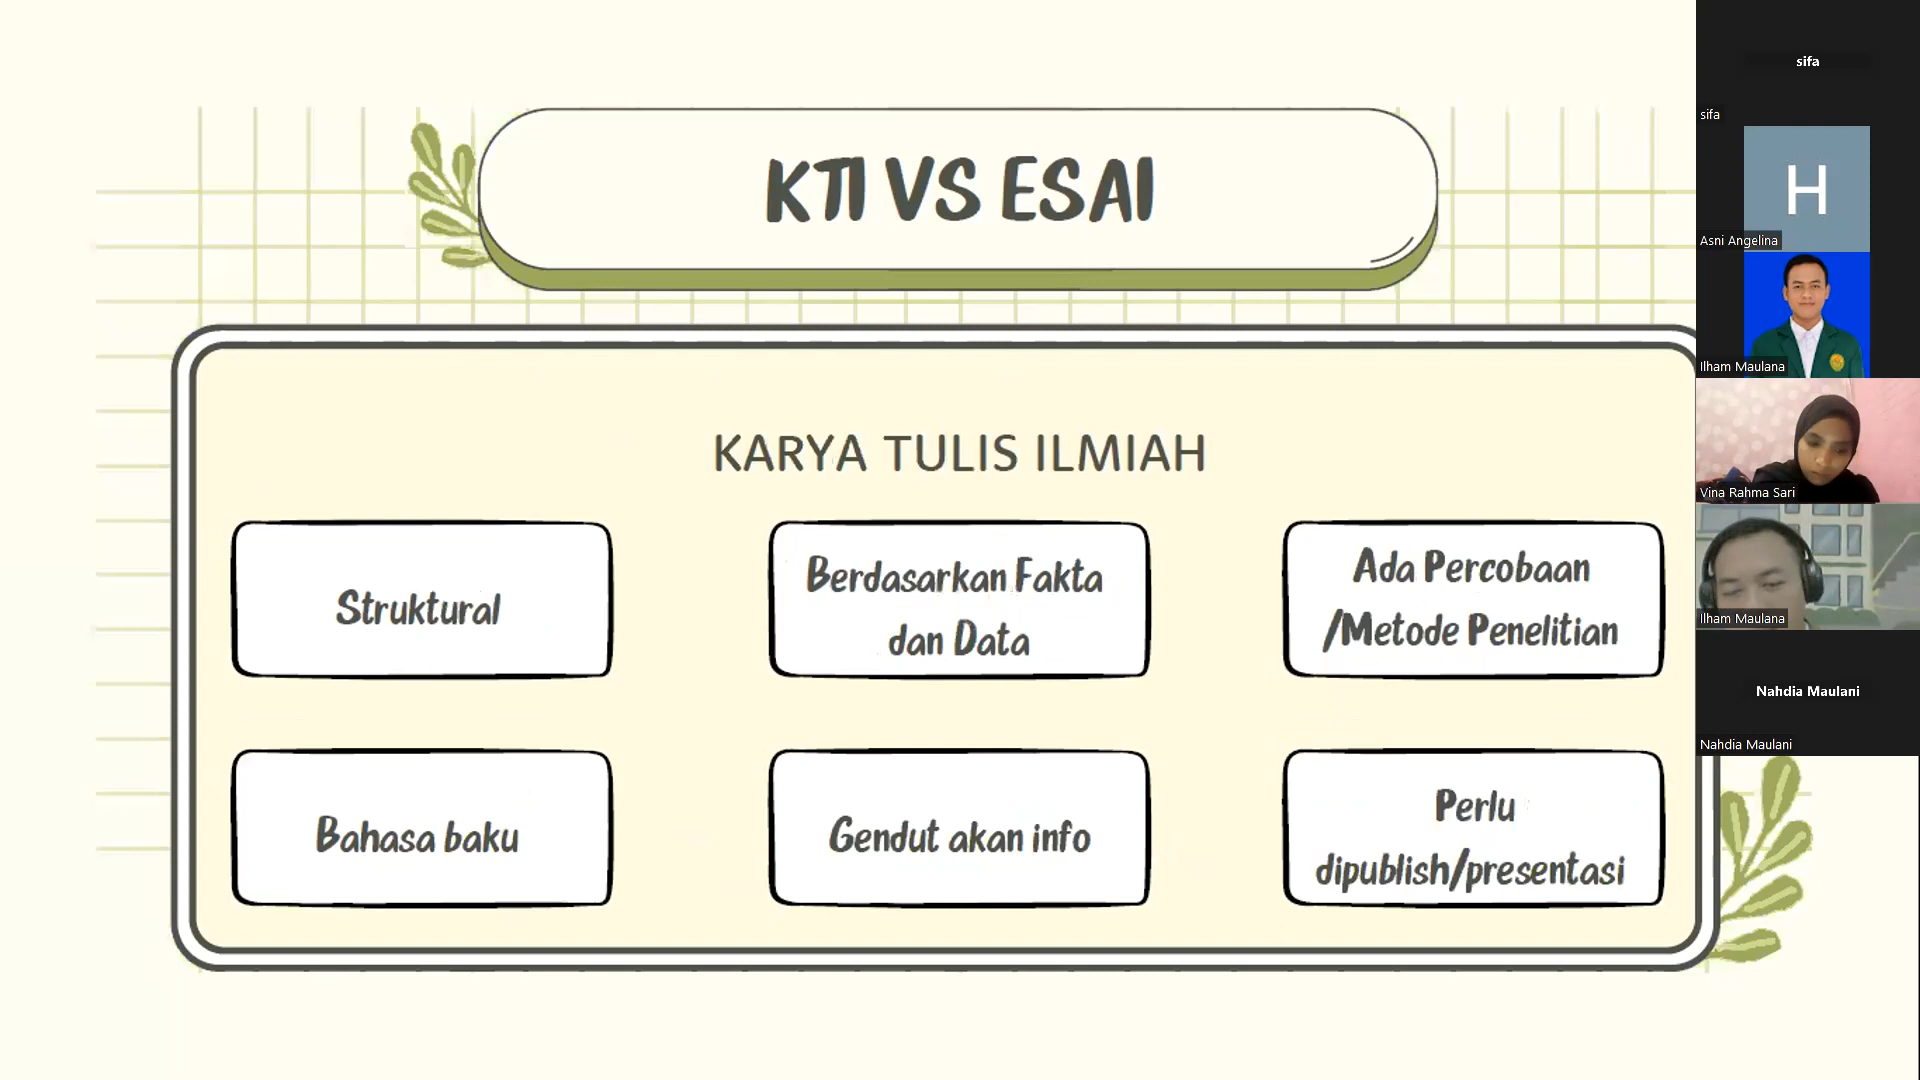 KTI VS ESAI
KARYA TULIS ILMIAH
Struktural
Berdasarkan Fakta
dan Data
Ada Percobaan
/Metode Penelitian
Bahasa baku
Gendut akan info
Perlu
dipublish/presentasi
sifa
sifa
H
Asni Angelina
Ilham Maulana
Vina Rahma Sari
Ilham Maulana
Nahdia Maulani
Nahdia Maulani